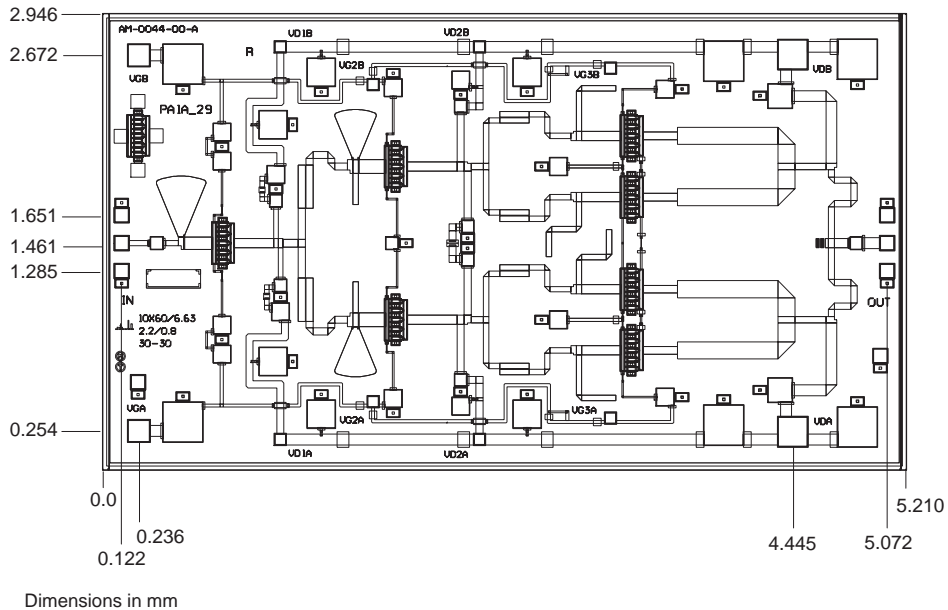 2.946
AM-0044-00-A
2.672
VGB
R
VD1B
VG2B
VD2B
VG3B
VDB
PA1A_29
1.651
1.461
1.285
IN
OUT
10X60/6.63
2.2/0.8
30-30
VGA
VG2A
VG3A
VDA
0.254
VD1A
VD2A
0.0
5.210
0.236
4.445
0.122
5.072
Dimensions in mm